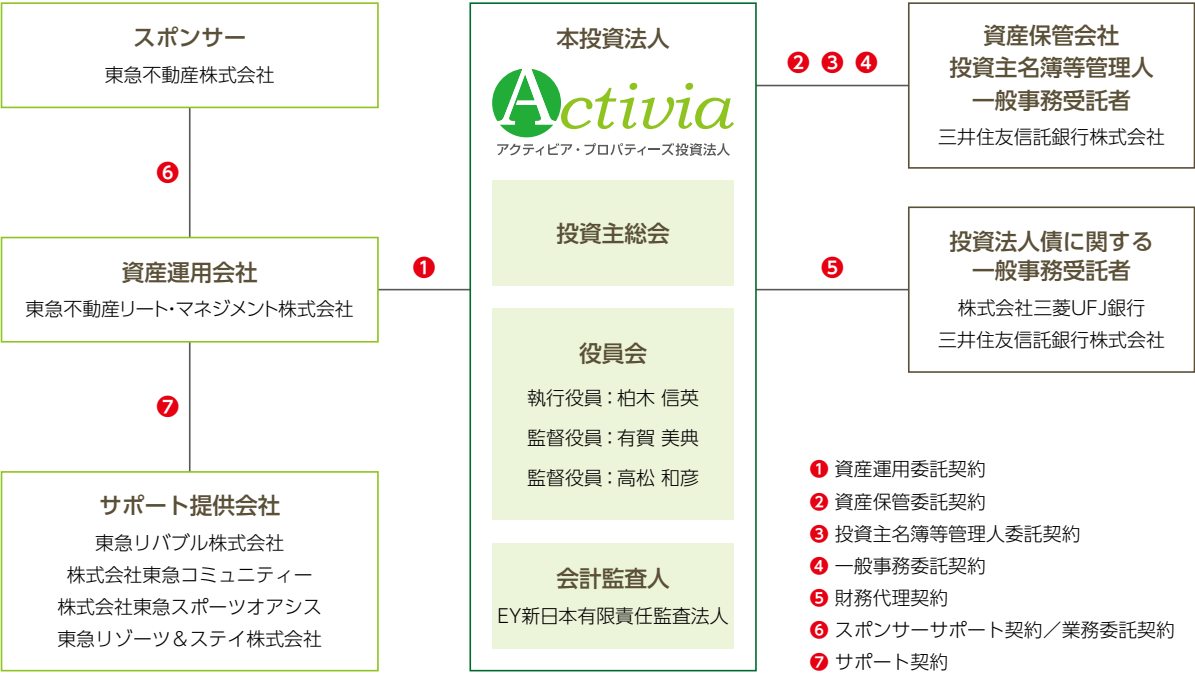 スポンサー
東急不動産株式会社
❻
資産運用会社
東急不動産リート・マネジメント株式会社
❼
サポート提供会社
東急リバブル株式会社
株式会社東急コミュニティー
株式会社東急スポーツオアシス
東急リゾーツ＆ステイ株式会社
❶
本投資法人
Activia
アクティビア・プロパティーズ投資法人
投資主総会
役員会
執行役員：柏木 信英
監督役員：有賀 美典
監督役員：高松 和彦
会計監査人
EY新日本有限責任監査法人
❷ ❸ ❹
資産保管会社
投資主名簿等管理人
一般事務受託者
三井住友信託銀行株式会社
❺
投資法人債に関する
一般事務受託者
株式会社三菱UFJ銀行
三井住友信託銀行株式会社
❶ 資産運用委託契約
❷ 資産保管委託契約
❸ 投資主名簿等管理人委託契約
❹ 一般事務委託契約
❺ 財務代理契約
❻ スポンサーサポート契約／業務委託契約
❼ サポート契約